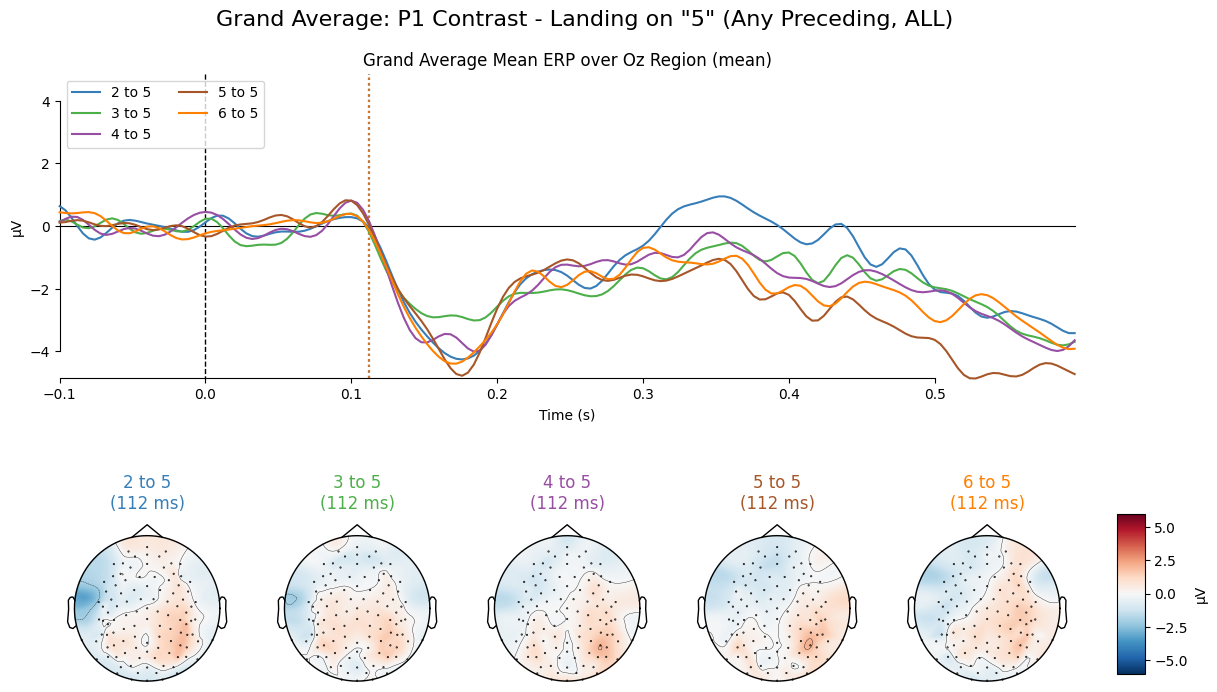 Grand Average: P1 Contrast - Landing on "5" (Any Preceding, ALL)
Grand Average Mean ERP over Oz Region (mean)
2 to 5
3 to 5
4 to 5
5 to 5
6 to 5
4
2
0
−2
−4
µV
−0.1
0.0
0.1
0.2
0.3
0.4
0.5
Time (s)
2 to 5
(112 ms)
3 to 5
(112 ms)
4 to 5
(112 ms)
5 to 5
(112 ms)
6 to 5
(112 ms)
5.0
2.5
0.0
−2.5
−5.0
µV